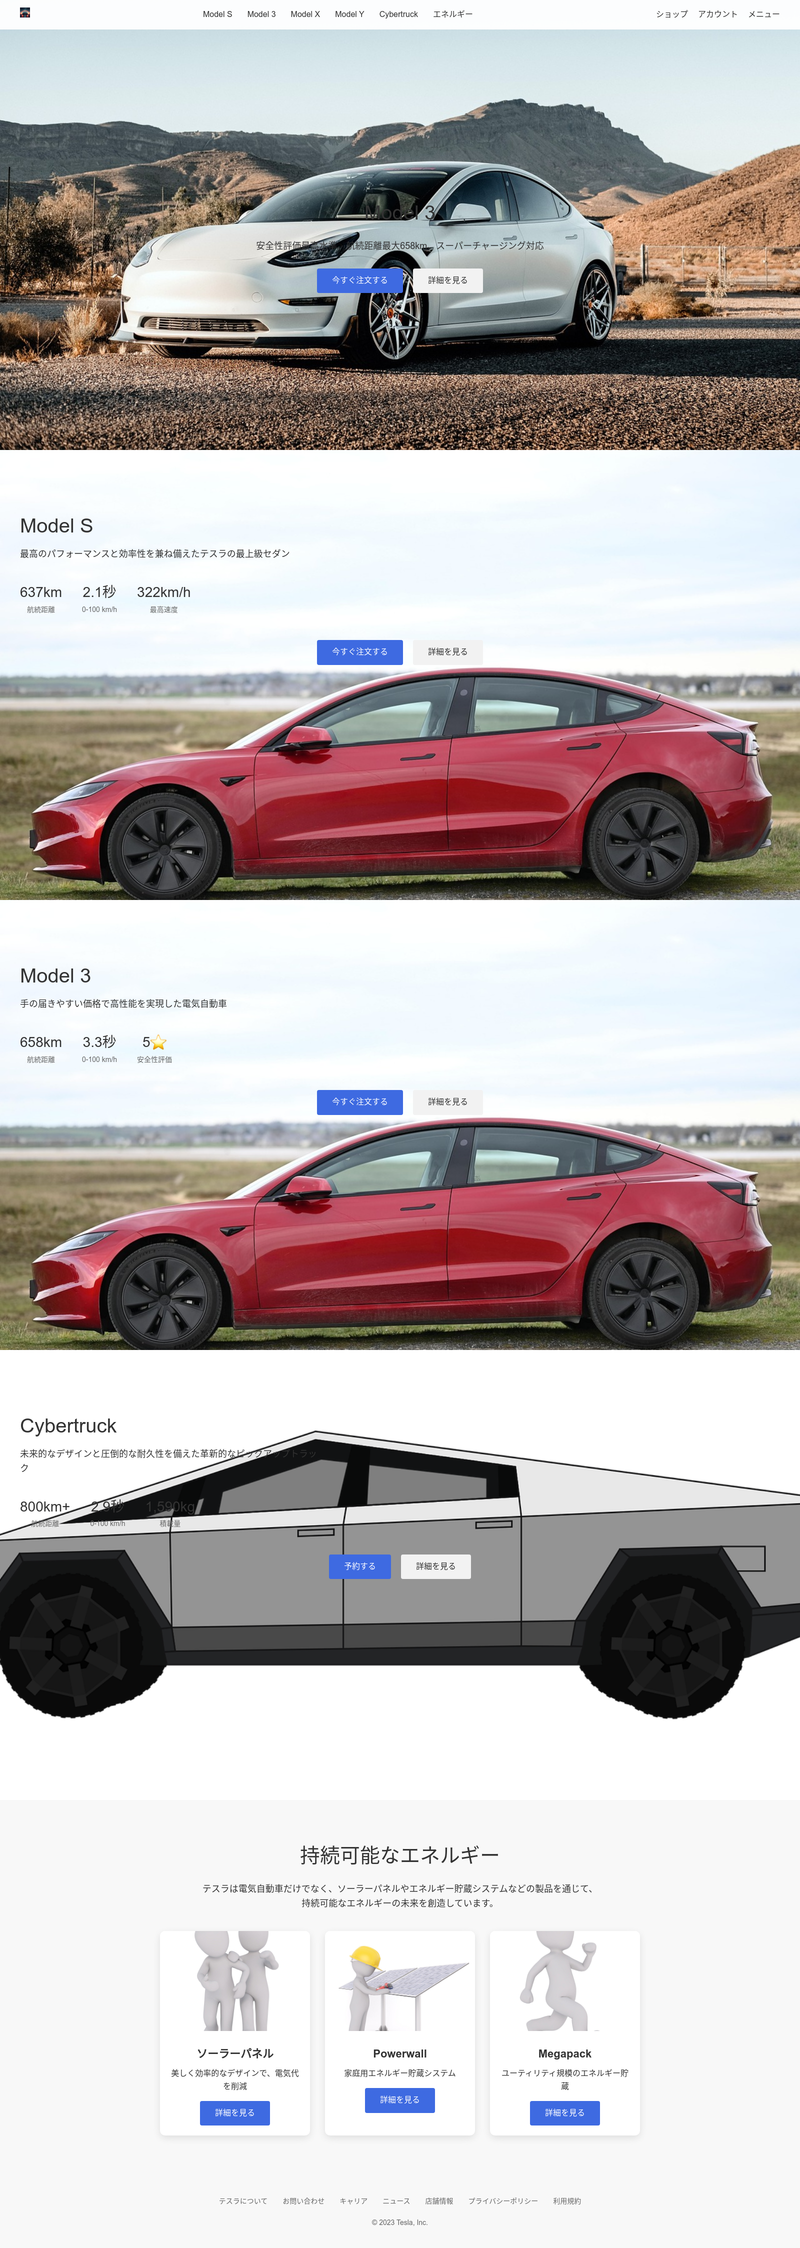 Model S Model 3 Model X Model Y Cybertruck エネルギー
ショップ アカウント メニュー
Model 3
安全性評価 航続距離最大658km スーパーチャージング対応
今すぐ注文する 詳細を見る
Model S
最高のパフォーマンスと効率性を兼ね備えたテスラの最上級セダン
637km 2.1秒 322km/h
航続距離 0-100 km/h 最高速度
今すぐ注文する 詳細を見る
Model 3
手の届きやすい価格で高性能を実現した電気自動車
658km 3.3秒 5⭐
航続距離 0-100 km/h 安全性評価
今すぐ注文する 詳細を見る
Cybertruck
未来的なデザインと圧倒的な耐久性を備えた革新的なピックアップトラッ
ク
800km+ 2.9秒 1,590kg
航続距離 0-100 km/h 積載量
予約する 詳細を見る
持続可能なエネルギー
テスラは電気自動車だけでなく、ソーラーパネルやエネルギー貯蔵システムなどの製品を通じて、
持続可能なエネルギーの未来を創造しています。
ソーラーパネル
美しく効率的なデザインで、電気代
を削減
詳細を見る
Powerwall
家庭用エネルギー貯蔵システム
詳細を見る
Megapack
ユーティリティ規模のエネルギー貯
蔵
詳細を見る
テスラについて お問い合わせ キャリア ニュース 店舗情報 プライバシーポリシー 利用規約
© 2023 Tesla, Inc.